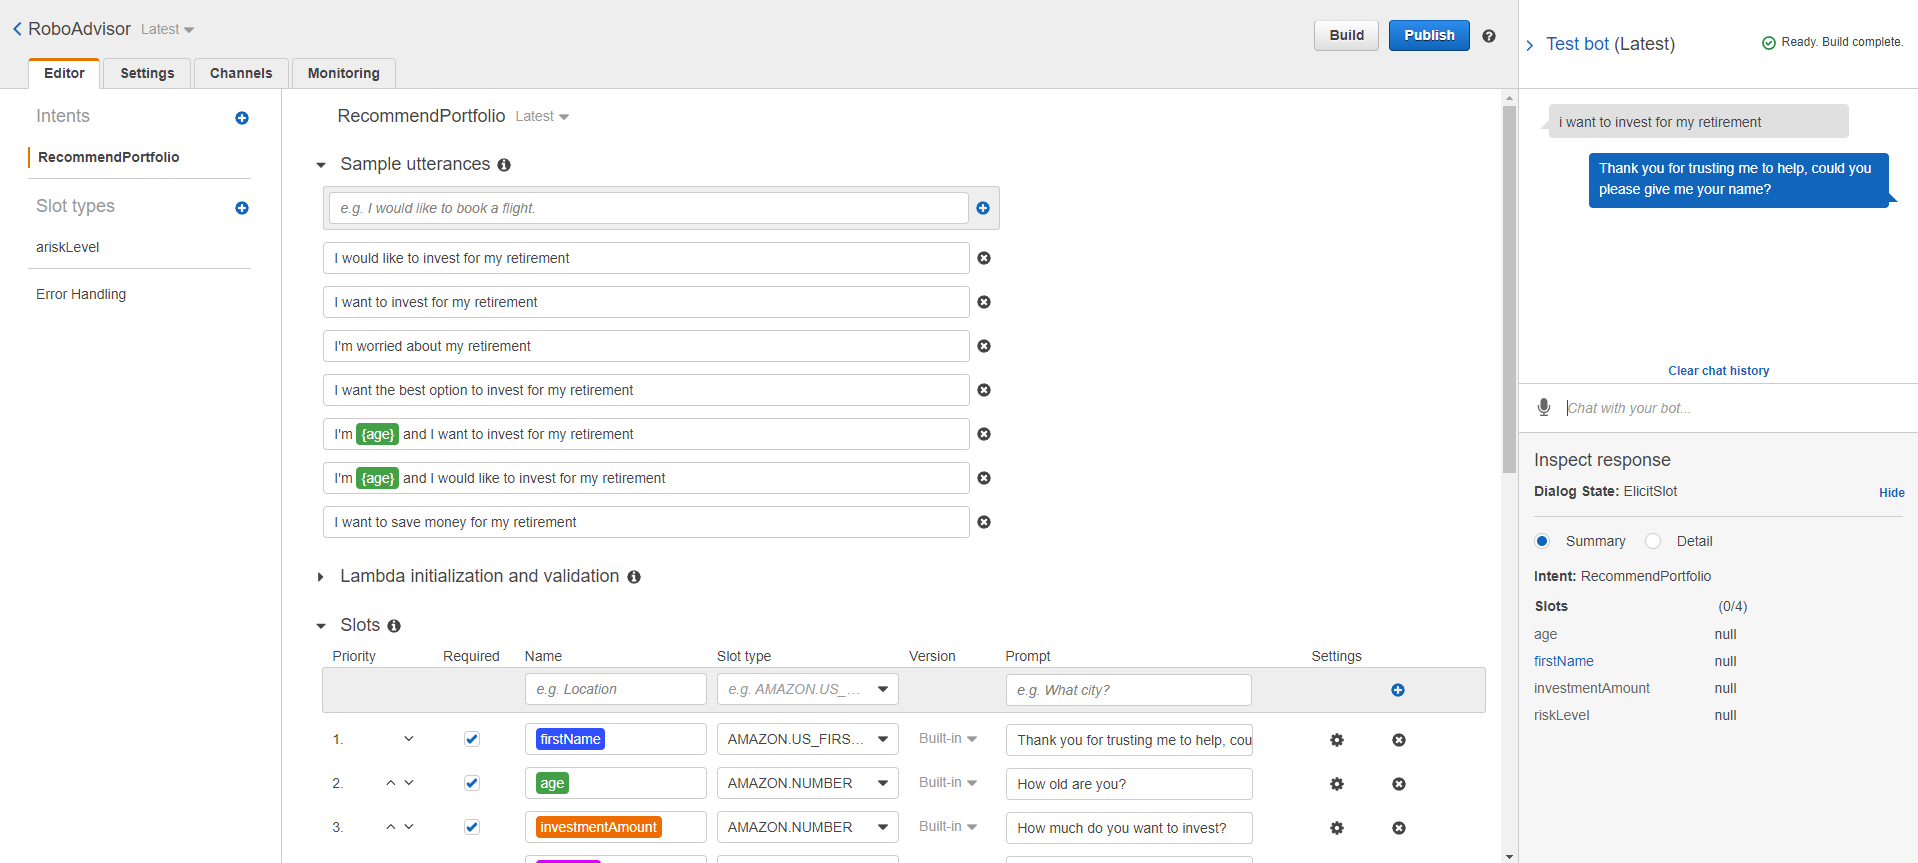 RoboAdvisor Latest
Build Publish
Editor Settings Channels Monitoring
Intents
RecommendPortfolio
Slot types
ariskLevel
Error Handling
RecommendPortfolio Latest
Sample utterances
e.g. I would like to book a flight.
I would like to invest for my retirement
I want to invest for my retirement
I'm worried about my retirement
I want the best option to invest for my retirement
I'm {age} and I want to invest for my retirement
I'm {age} and I would like to invest for my retirement
I want to save money for my retirement
Lambda initialization and validation
Slots
Priority Required Name Slot type Version Prompt Settings
e.g. Location e.g. AMAZON.US_... e.g. What city?
1. firstName AMAZON.US_FIRS... Built-in Thank you for trusting me to help, cou
2. age AMAZON.NUMBER Built-in How old are you?
3. investmentAmount AMAZON.NUMBER Built-in How much do you want to invest?
Test bot (Latest) Ready. Build complete.
i want to invest for my retirement
Thank you for trusting me to help, could you
please give me your name?
Clear chat history
Chat with your bot...
Inspect response
Dialog State: ElicitSlot Hide
Summary Detail
Intent: RecommendPortfolio
Slots (0/4)
age null
firstName null
investmentAmount null
riskLevel null